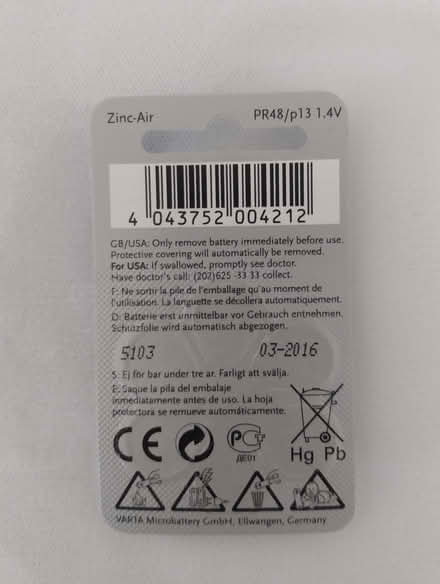 Zinc-Air PR48/p13 1.4V
4 043752 004212
GB/USA: Only remove battery immediately before use.
Protective covering will automatically be removed.
For USA: If swallowed, promptly see doctor.
Have doctor's call: (202)625 -33 33 collect.
F: Ne sortir la pile de l'emballage qu'au moment de
l'utilisation. La languette se décollera automatiquement.
D: Batterie erst unmittelbar vor Gebrauch entnehmen.
Schutzfolie wird automatisch abgezogen.
5103 03-2016
S: Ej för bar under tre ar. Farligt att svälja.
E: Saque la pila del embalaje
inmediatamente antes de uso. La hoja
protectora se remueve automáticamente.
CE PCT
ДЕ01
Hg Pb
VARTA Microbattery GmbH, Ellwangen, Germany